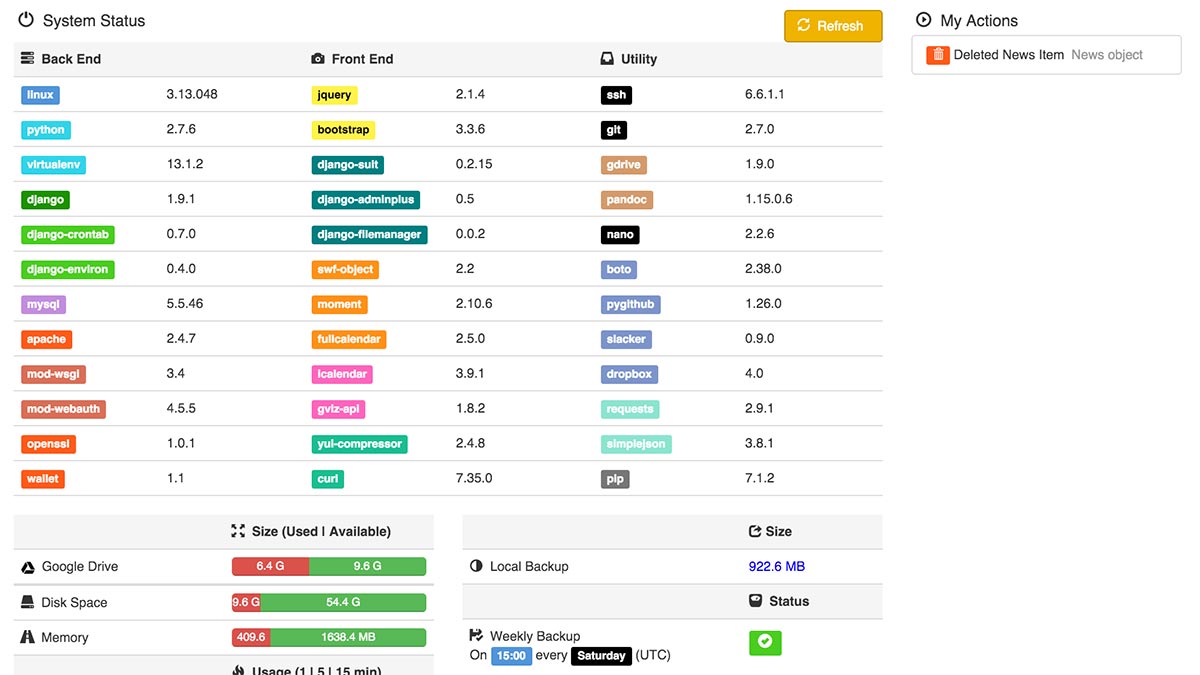 System Status
Refresh
Back End Front End Utility
linux 3.13.048 jquery 2.1.4 ssh 6.6.1.1
python 2.7.6 bootstrap 3.3.6 git 2.7.0
virtualenv 13.1.2 django-suit 0.2.15 gdrive 1.9.0
django 1.9.1 django-adminplus 0.5 pandoc 1.15.0.6
django-crontab 0.7.0 django-filemanager 0.0.2 nano 2.2.6
django-environ 0.4.0 swf-object 2.2 boto 2.38.0
mysql 5.5.46 moment 2.10.6 pygithub 1.26.0
apache 2.4.7 fullcalendar 2.5.0 slacker 0.9.0
mod-wsgi 3.4 icalendar 3.9.1 dropbox 4.0
mod-webauth 4.5.5 gviz-api 1.8.2 requests 2.9.1
openssl 1.0.1 yui-compressor 2.4.8 simplejson 3.8.1
wallet 1.1 curl 7.35.0 pip 7.1.2
Size (Used | Available)
Google Drive 6.4 G 9.6 G
Disk Space 9.6 G 54.4 G
Memory 409.6 1638.4 MB
Usage (1 | 5 | 15 min)
Size
Local Backup 922.6 MB
Status
Weekly Backup
On 15:00 every Saturday (UTC)
My Actions
Deleted News Item News object